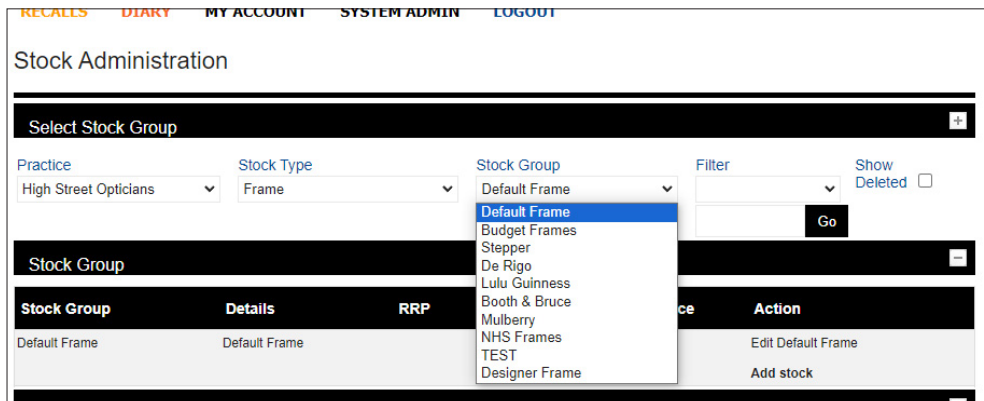 RECALLS DIARY MY ACCOUNT SYSTEM ADMIN LOGOUT
Stock Administration
Select Stock Group +
Practice Stock Type Stock Group Filter Show Deleted
High Street Opticians Frame Default Frame
Default Frame
Budget Frames
Stepper
De Rigo
Lulu Guinness
Booth & Bruce
Mulberry
NHS Frames
TEST
Designer Frame
Go
Stock Group −
Stock Group Details RRP ce Action
Default Frame Default Frame Edit Default Frame
Add stock